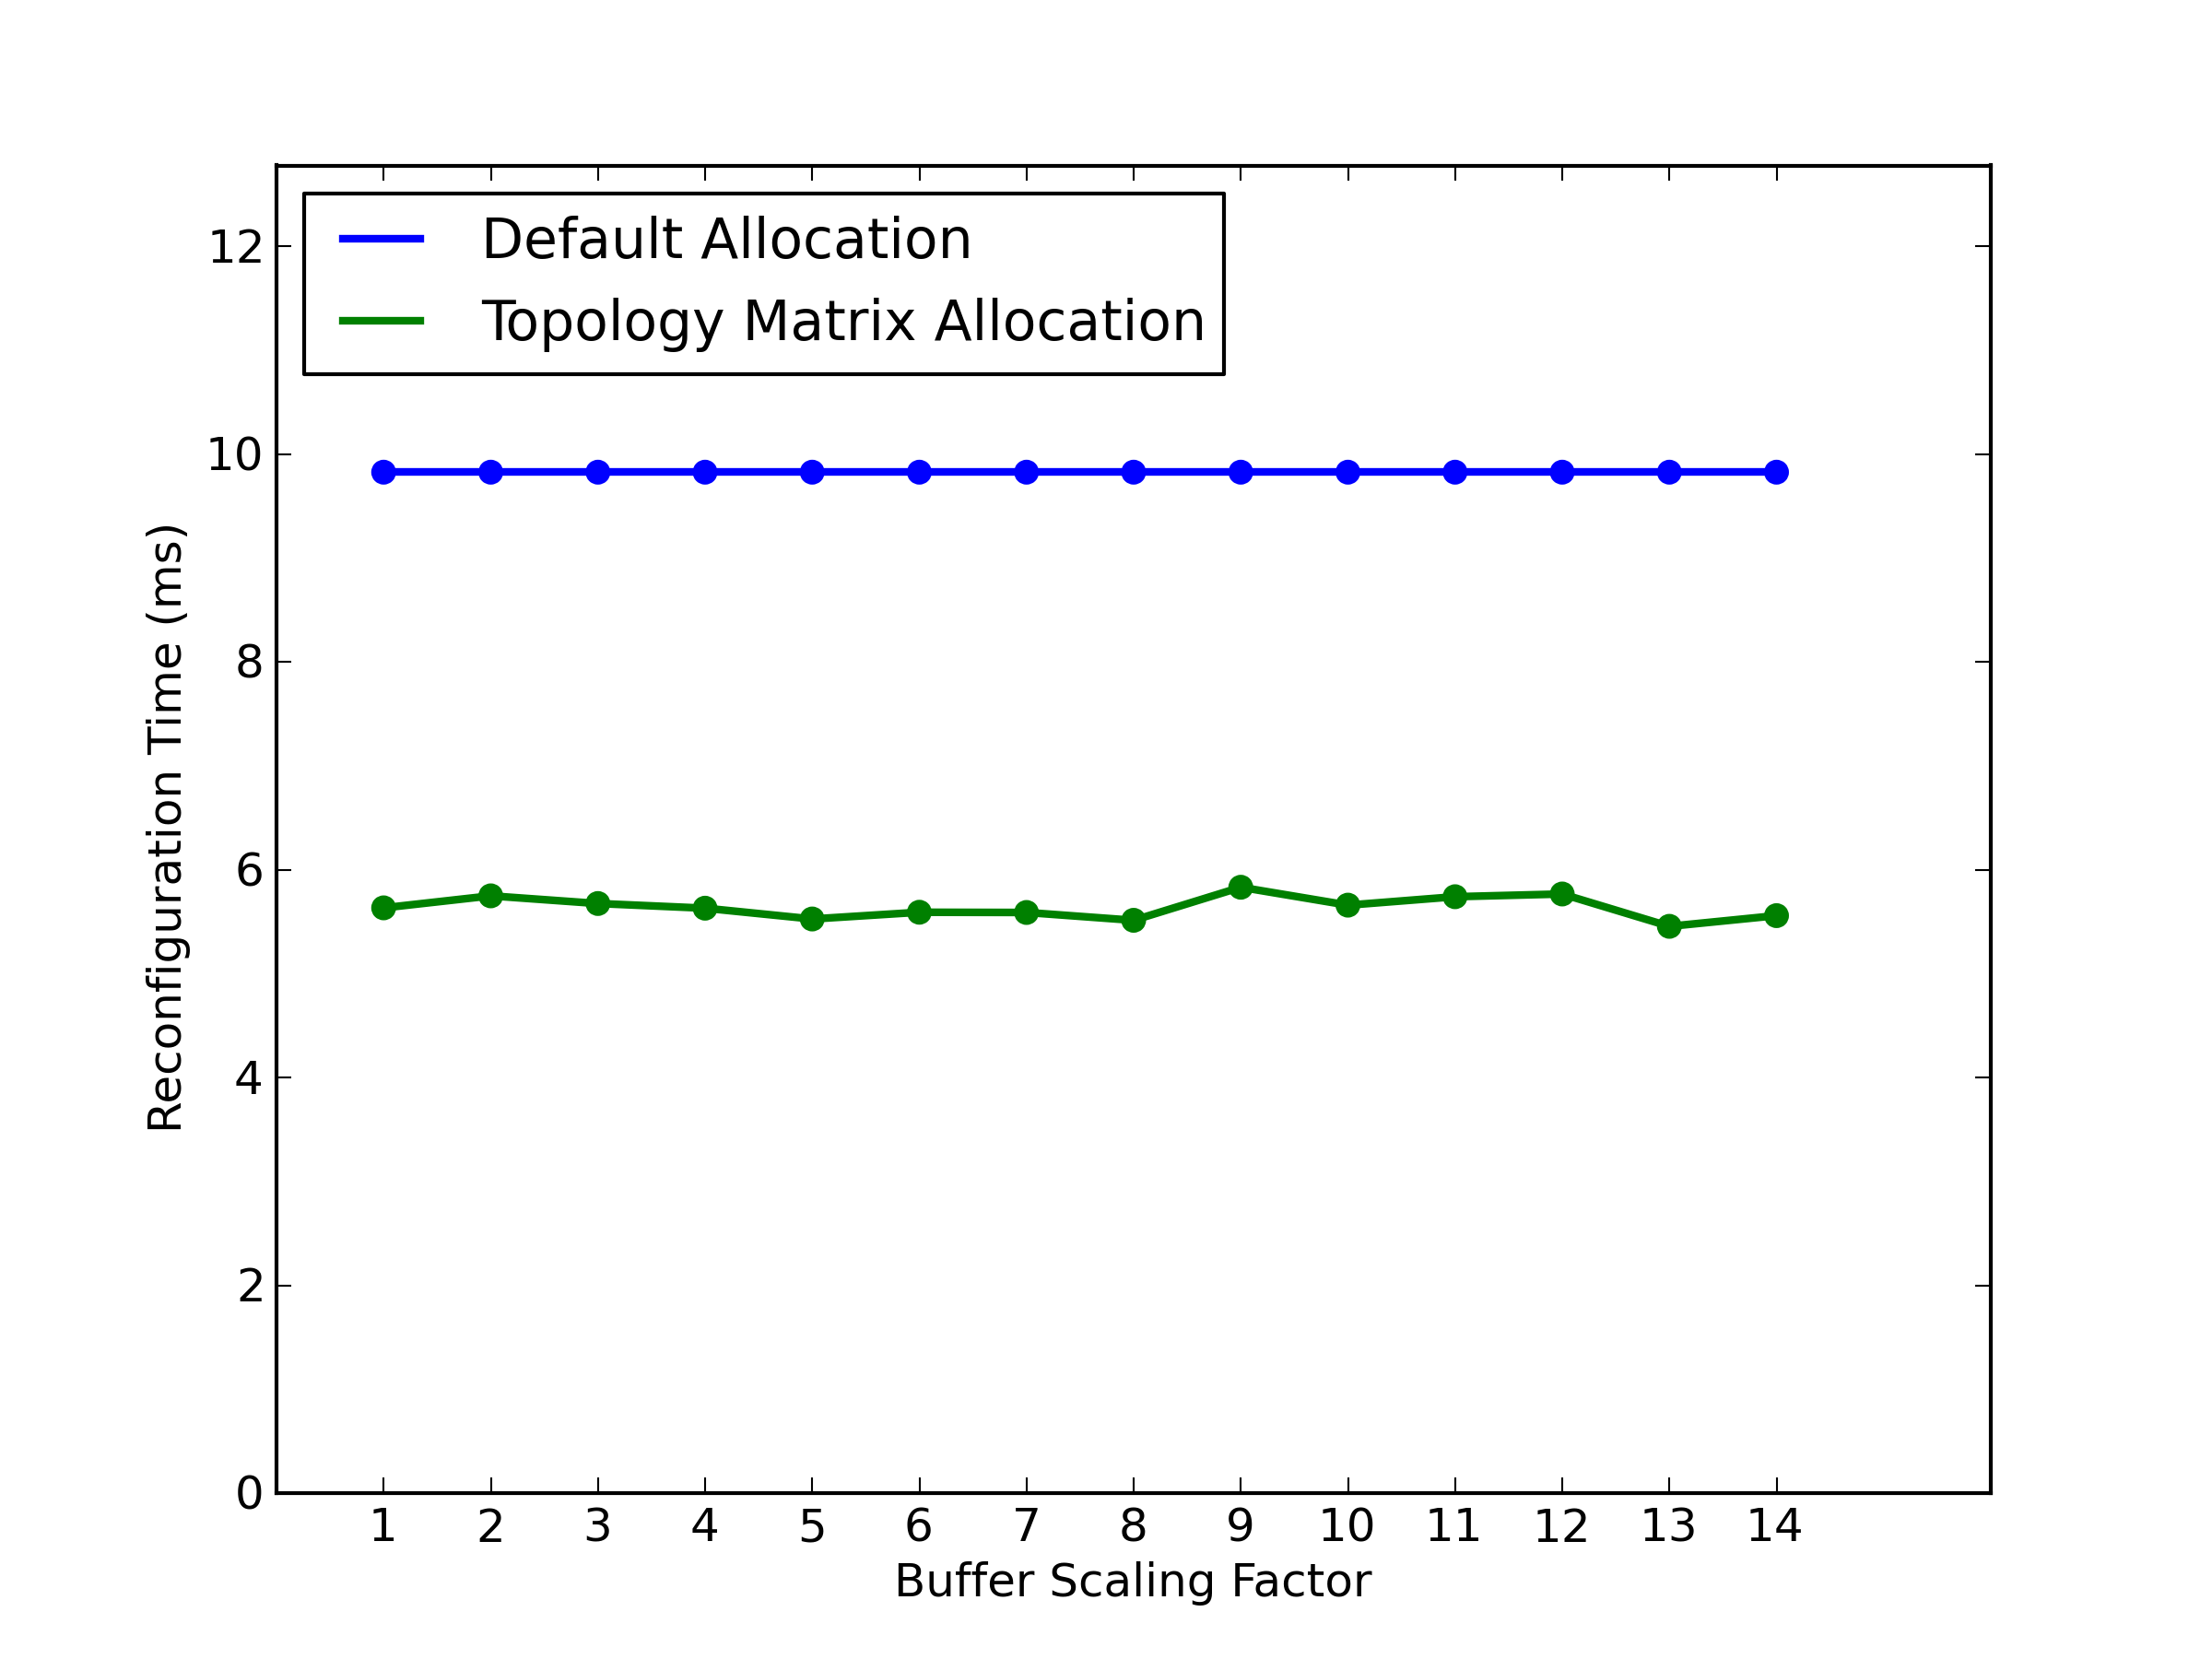 Default Allocation
Topology Matrix Allocation
12
10
8
6
4
2
0
Reconfiguration Time (ms)
1 2 3 4 5 6 7 8 9 10 11 12 13 14
Buffer Scaling Factor